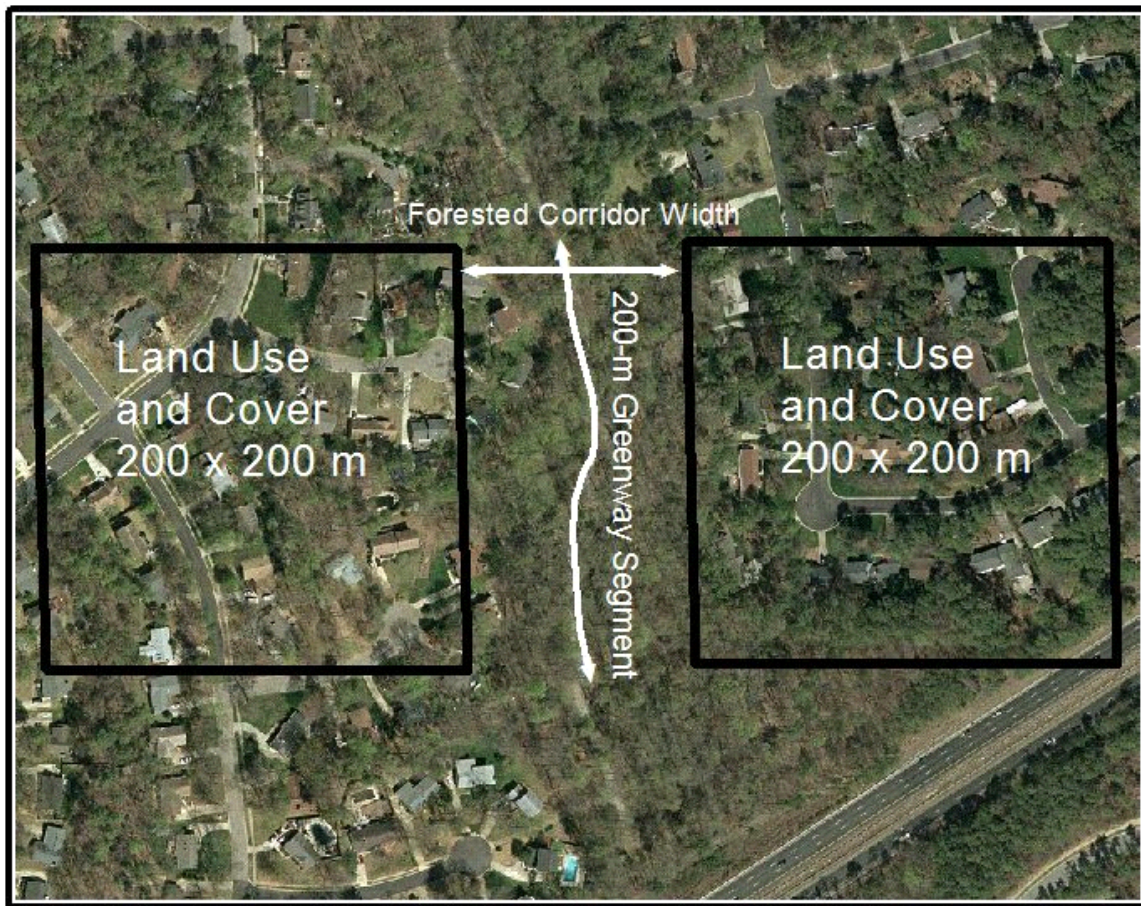 Forested Corridor Width
200-m Greenway Segment
Land Use
and Cover
200 x 200 m
Land Use
and Cover
200 x 200 m